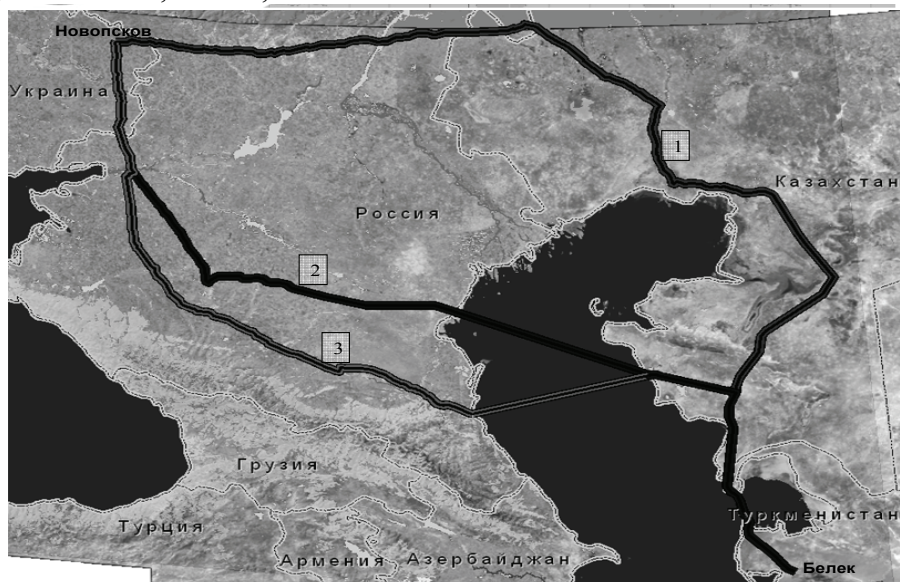 Новопсков
Украина
1
Казахстан
Россия
2
3
Грузия
Туркменистан
Турция
Армения
Азербайджан
Белек